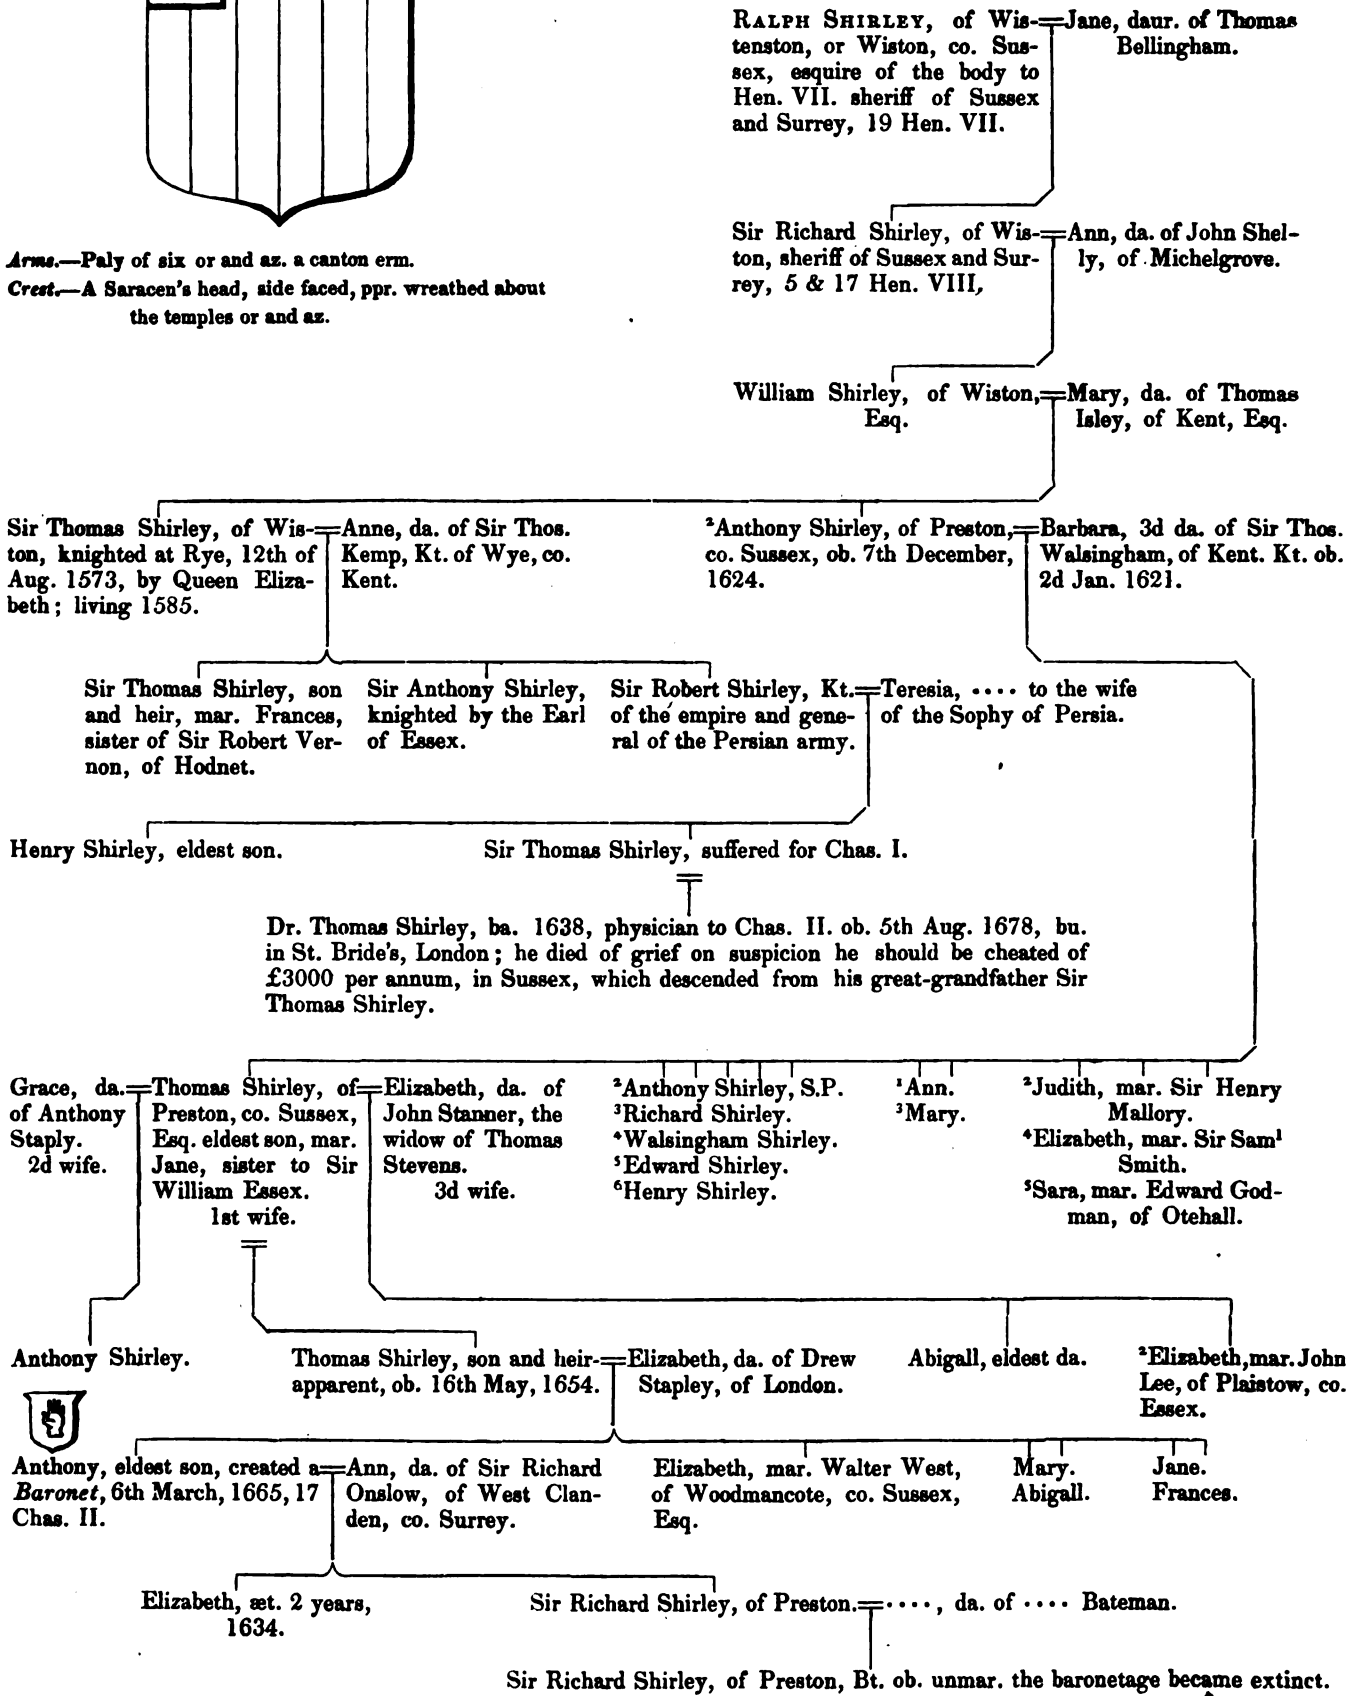 RALPH SHIRLEY, of Wis-
tenston, or Wiston, co. Sus-
sex, esquire of the body to
Hen. VII. sheriff of Sussex
and Surrey, 19 Hen. VII.
Jane, daur. of Thomas
Bellingham.
Arms.—Paly of six or and az. a canton erm.
Crest.—A Saracen's head, side faced, ppr. wreathed about
the temples or and az.
Sir Richard Shirley, of Wis-
ton, sheriff of Sussex and Sur-
rey, 5 & 17 Hen. VIII,
Ann, da. of John Shel-
ly, of Michelgrove.
William Shirley, of Wiston,
Esq.
Mary, da. of Thomas
Isley, of Kent, Esq.
Sir Thomas Shirley, of Wis-
ton, knighted at Rye, 12th of
Aug. 1573, by Queen Eliza-
beth; living 1585.
Anne, da. of Sir Thos.
Kemp, Kt. of Wye, co.
Kent.
²Anthony Shirley, of Preston,
co. Sussex, ob. 7th December,
1624.
Barbara, 3d da. of Sir Thos.
Walsingham, of Kent. Kt. ob.
2d Jan. 1621.
Sir Thomas Shirley, son
and heir, mar. Frances,
sister of Sir Robert Ver-
non, of Hodnet.
Sir Anthony Shirley,
knighted by the Earl
of Essex.
Sir Robert Shirley, Kt.
of the empire and gene-
ral of the Persian army.
Teresia, .... to the wife
of the Sophy of Persia.
Henry Shirley, eldest son.
Sir Thomas Shirley, suffered for Chas. I.
Dr. Thomas Shirley, ba. 1638, physician to Chas. II. ob. 5th Aug. 1678, bu.
in St. Bride's, London; he died of grief on suspicion he should be cheated of
£3000 per annum, in Sussex, which descended from his great-grandfather Sir
Thomas Shirley.
Grace, da.
of Anthony
Staply.
2d wife.
Thomas Shirley, of
Preston, co. Sussex,
Esq. eldest son, mar.
Jane, sister to Sir
William Essex.
1st wife.
Elizabeth, da. of
John Stanner, the
widow of Thomas
Stevens.
3d wife.
²Anthony Shirley, S.P.
³Richard Shirley.
⁴Walsingham Shirley.
⁵Edward Shirley.
⁶Henry Shirley.
¹Ann.
³Mary.
²Judith, mar. Sir Henry
Mallory.
⁴Elizabeth, mar. Sir Samˡ
Smith.
⁵Sara, mar. Edward God-
man, of Otehall.
Anthony Shirley.
Thomas Shirley, son and heir-
apparent, ob. 16th May, 1654.
Elizabeth, da. of Drew
Stapley, of London.
Abigall, eldest da.
²Elizabeth, mar. John
Lee, of Plaistow, co.
Essex.
Anthony, eldest son, created a
Baronet, 6th March, 1665, 17
Chas. II.
Ann, da. of Sir Richard
Onslow, of West Clan-
den, co. Surrey.
Elizabeth, mar. Walter West,
of Woodmancote, co. Sussex,
Esq.
Mary.
Abigall.
Jane.
Frances.
Elizabeth, æt. 2 years,
1634.
Sir Richard Shirley, of Preston. ...., da. of .... Bateman.
Sir Richard Shirley, of Preston, Bt. ob. unmar. the baronetage became extinct.